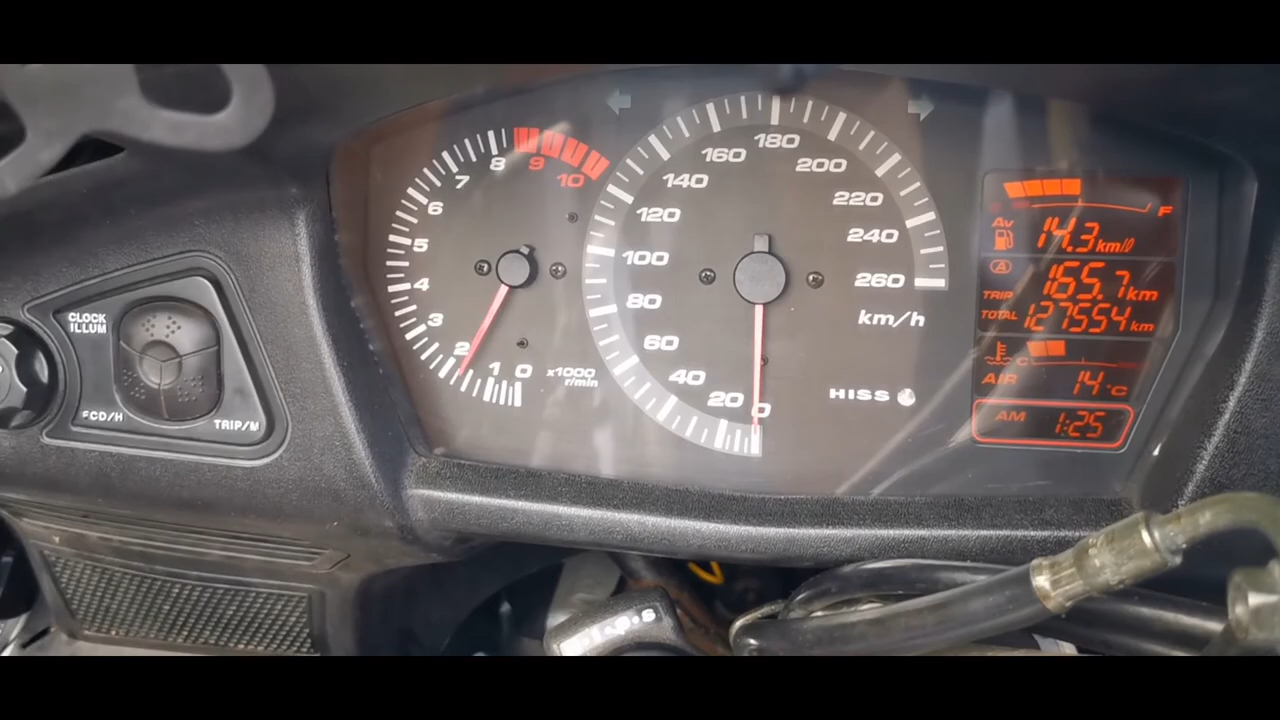 CLOCK
ILLUM
FCD/H
TRIP/M
0
1
2
3
4
5
6
7
8
9
10
x1000
r/min
0
20
40
60
80
100
120
140
160
180
200
220
240
260
km/h
HISS
F
Av 14.3 km/l
A
TRIP 165.7 km
TOTAL 127554 km
C
AIR 14°C
AM 1:25